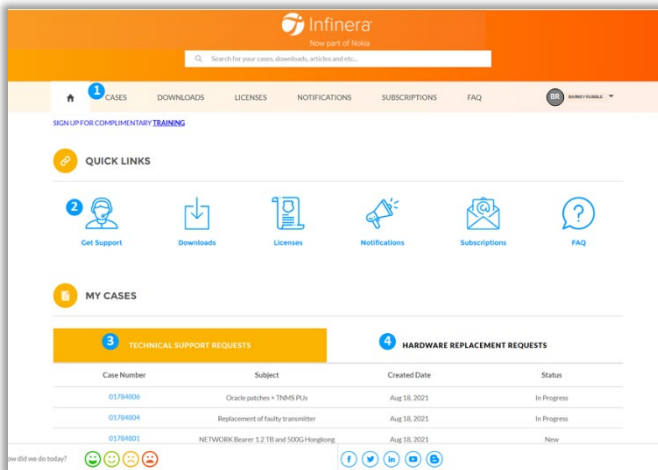 Infinera
Now part of Nokia
Search for your cases, downloads, articles and etc...
1 CASES DOWNLOADS LICENSES NOTIFICATIONS SUBSCRIPTIONS FAQ BR BARNEY RUBBLE
SIGN UP FOR COMPLIMENTARY TRAINING
QUICK LINKS
2
Get Support Downloads Licenses Notifications Subscriptions FAQ
MY CASES
3 TECHNICAL SUPPORT REQUESTS 4 HARDWARE REPLACEMENT REQUESTS
Case Number Subject Created Date Status
01784806 Oracle patches + TNMS PUs Aug 18, 2021 In Progress
01784804 Replacement of faulty transmitter Aug 18, 2021 In Progress
01784801 NETWORK Bearer 1.2 TB and 500G Hongkong Aug 18, 2021 New
ow did we do today?